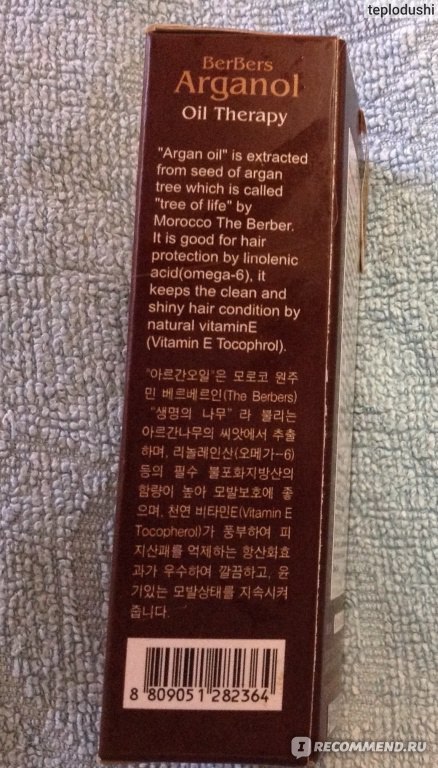 teplodushi
BerBers
Arganol
Oil Therapy
"Argan oil" is extracted
from seed of argan
tree which is called
"tree of life" by
Morocco The Berber.
It is good for hair
protection by linolenic
acid(omega-6), it
keeps the clean and
shiny hair condition by
natural vitaminE
(Vitamin E Tocophrol).
"아르간오일"은 모로코 원주
민 베르베르인(The Berbers)
"생명의 나무" 라 불리는
아르간나무의 씨앗에서 추출
하며, 리놀레인산(오메가-6)
등의 필수 불포화지방산의
함량이 높아 모발보호에 좋
으며, 천연 비타민E(Vitamin E
Tocopherol)가 풍부하여 피
지산패를 억제하는 항산화효
과가 우수하여 깔끔하고, 윤
기있는 모발상태를 지속시켜
줍니다.
8 809051 282364
IRECOMMEND.RU